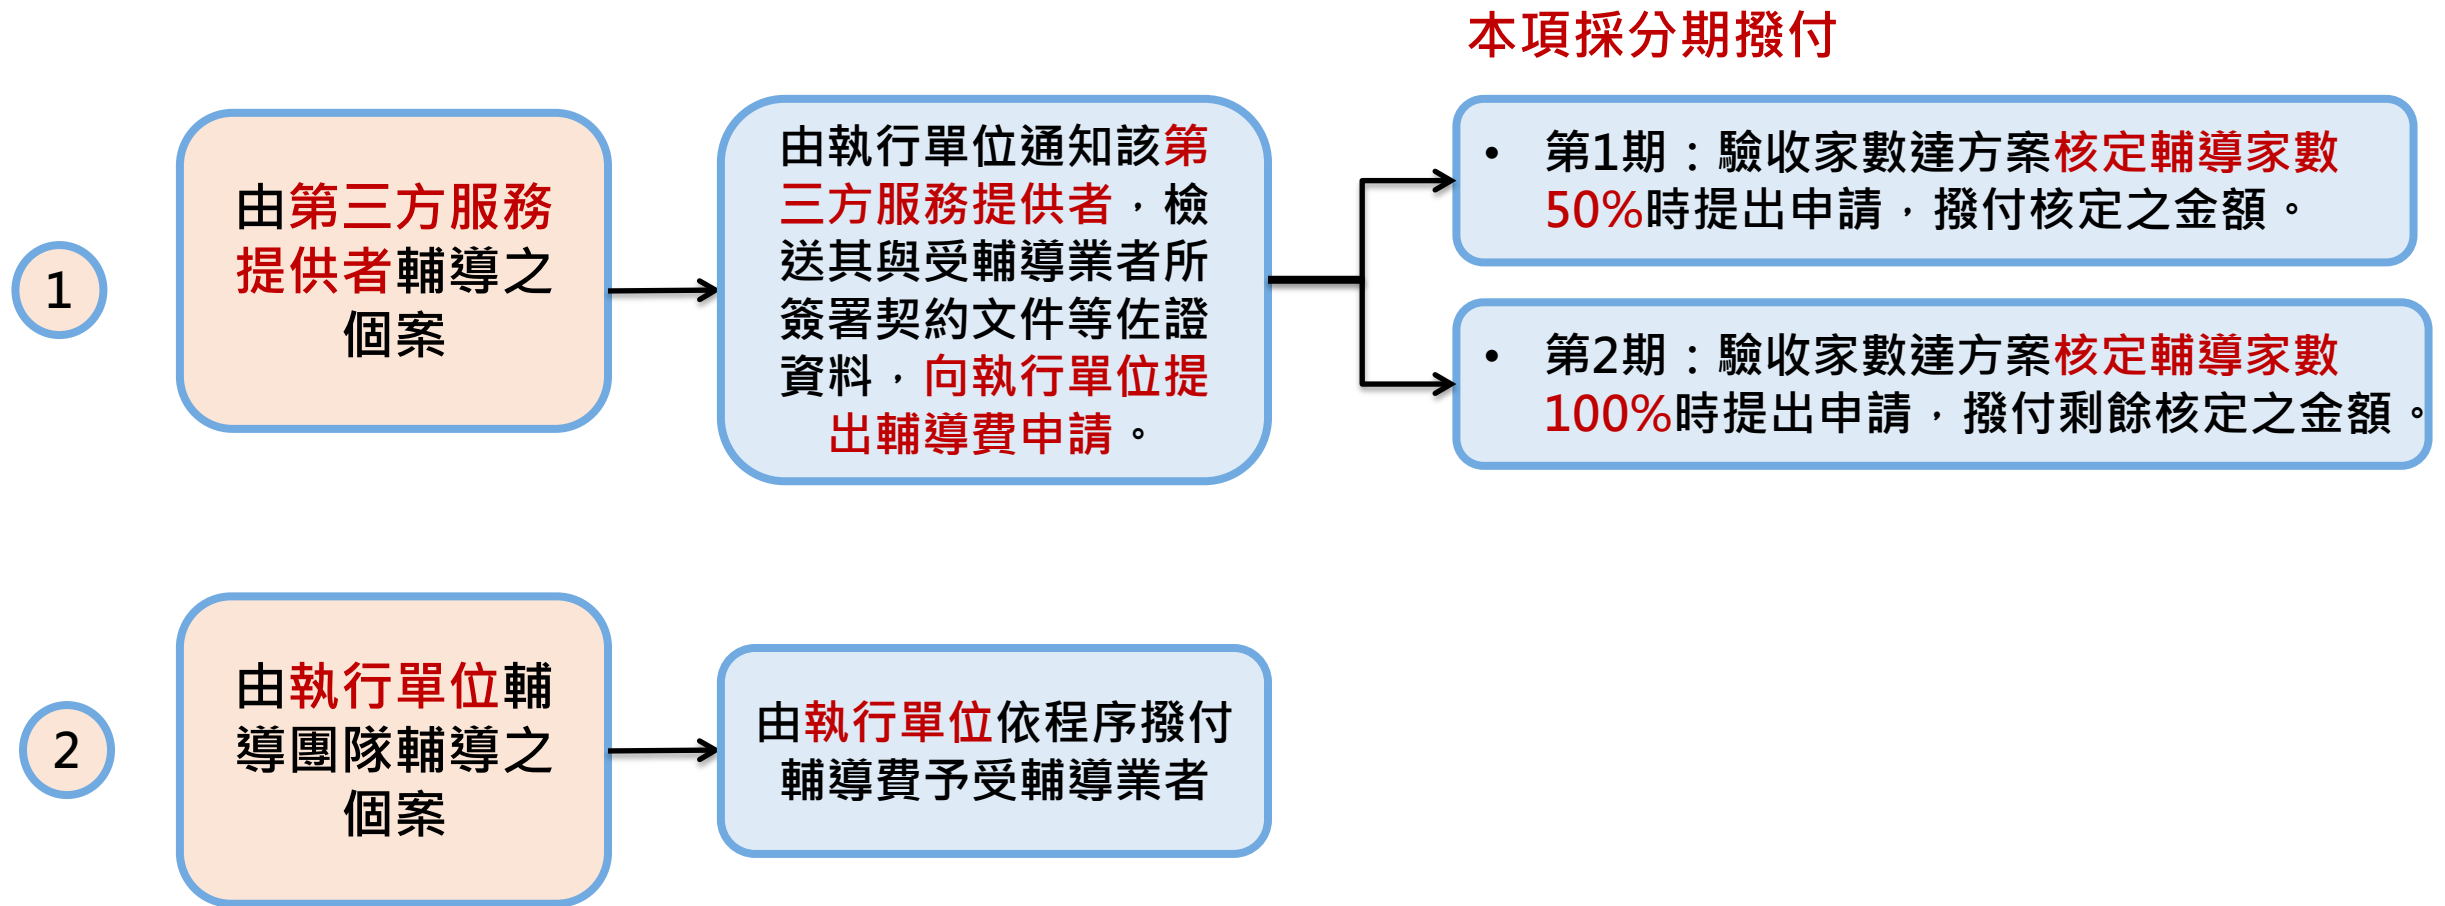 本項採分期撥付
1
由第三方服務
提供者輔導之
個案
由執行單位通知該第
三方服務提供者，檢
送其與受輔導業者所
簽署契約文件等佐證
資料，向執行單位提
出輔導費申請。
• 第1期：驗收家數達方案核定輔導家數
50%時提出申請，撥付核定之金額。
• 第2期：驗收家數達方案核定輔導家數
100%時提出申請，撥付剩餘核定之金額。
2
由執行單位輔
導團隊輔導之
個案
由執行單位依程序撥付
輔導費予受輔導業者